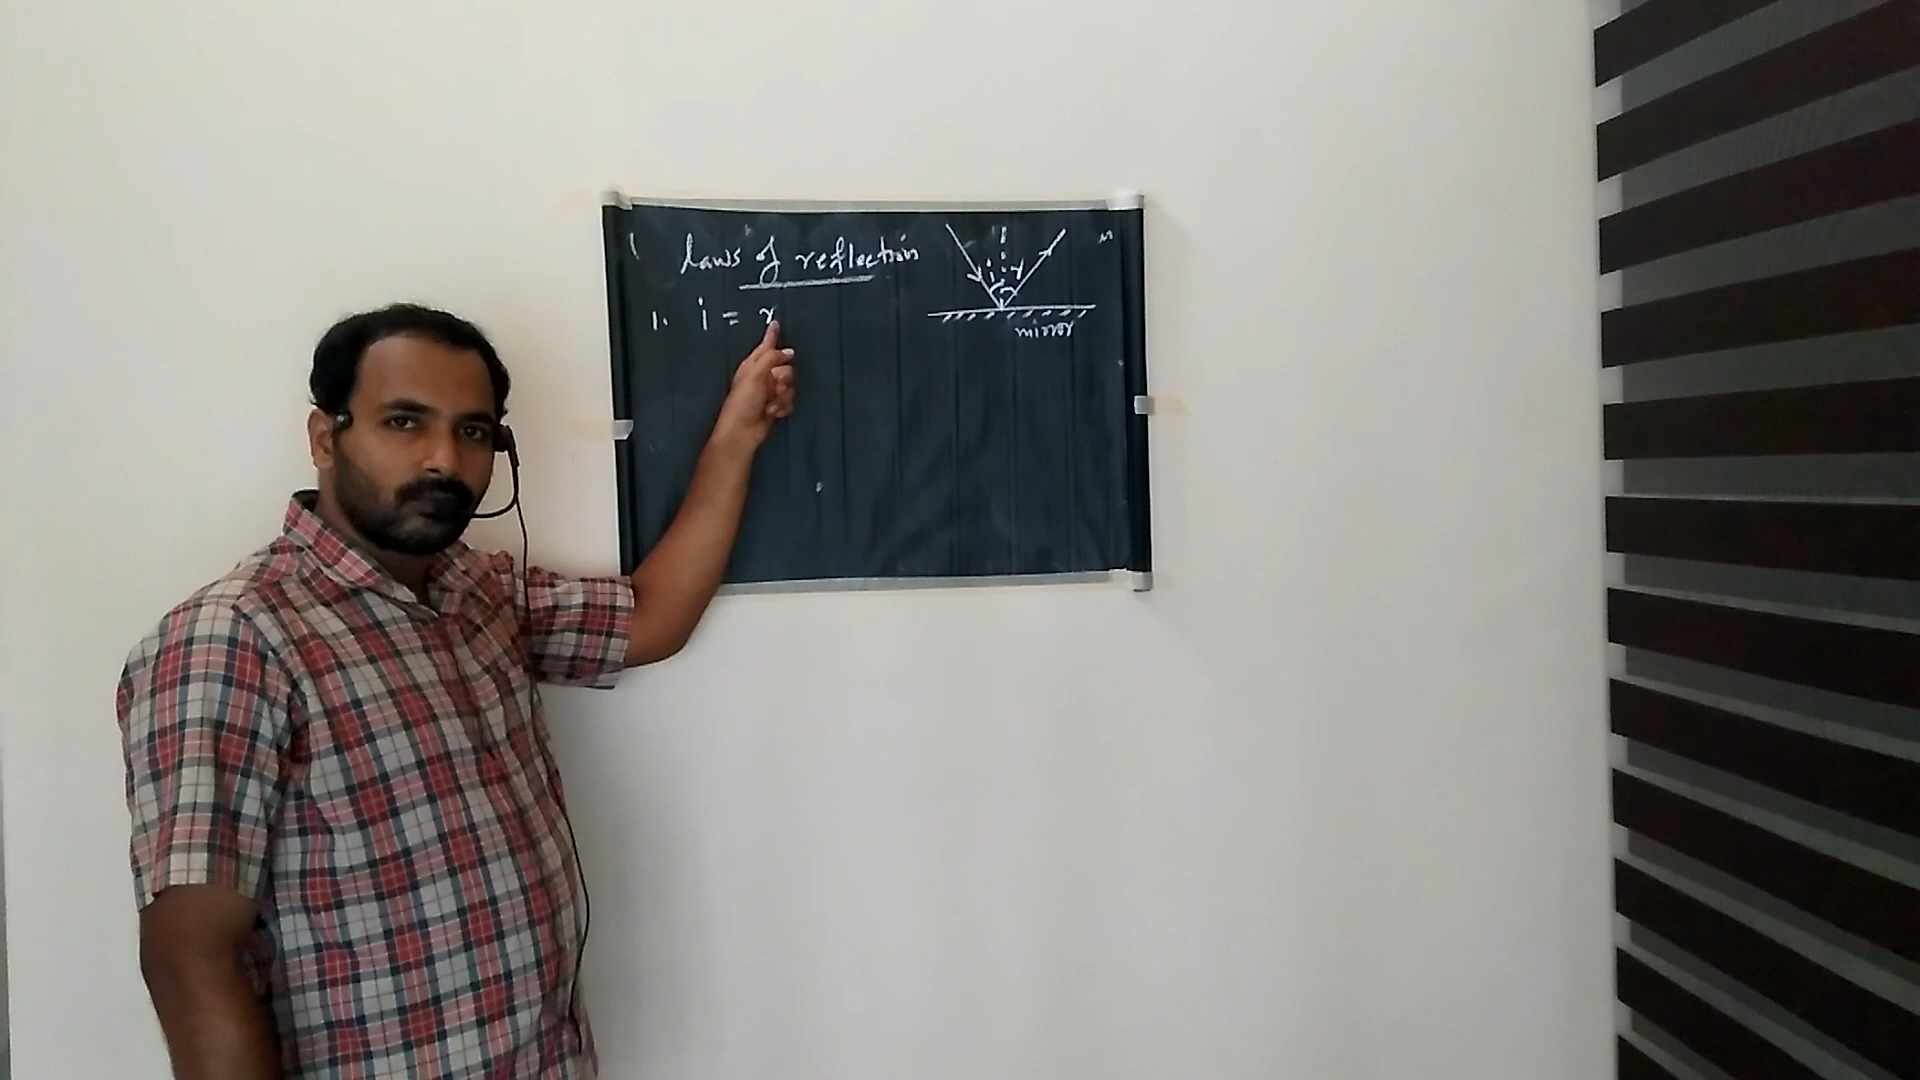 laws of reflection
1. i = r
i r
mirror